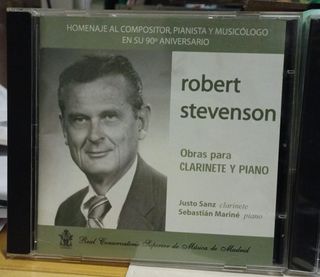 HOMENAJE AL COMPOSITOR, PIANISTA Y MUSICÓLOGO
EN SU 90º ANIVERSARIO
robert
stevenson
Obras para
CLARINETE Y PIANO
Justo Sanz clarinete
Sebastián Mariné piano
Real Conservatorio Superior de Música de Madrid